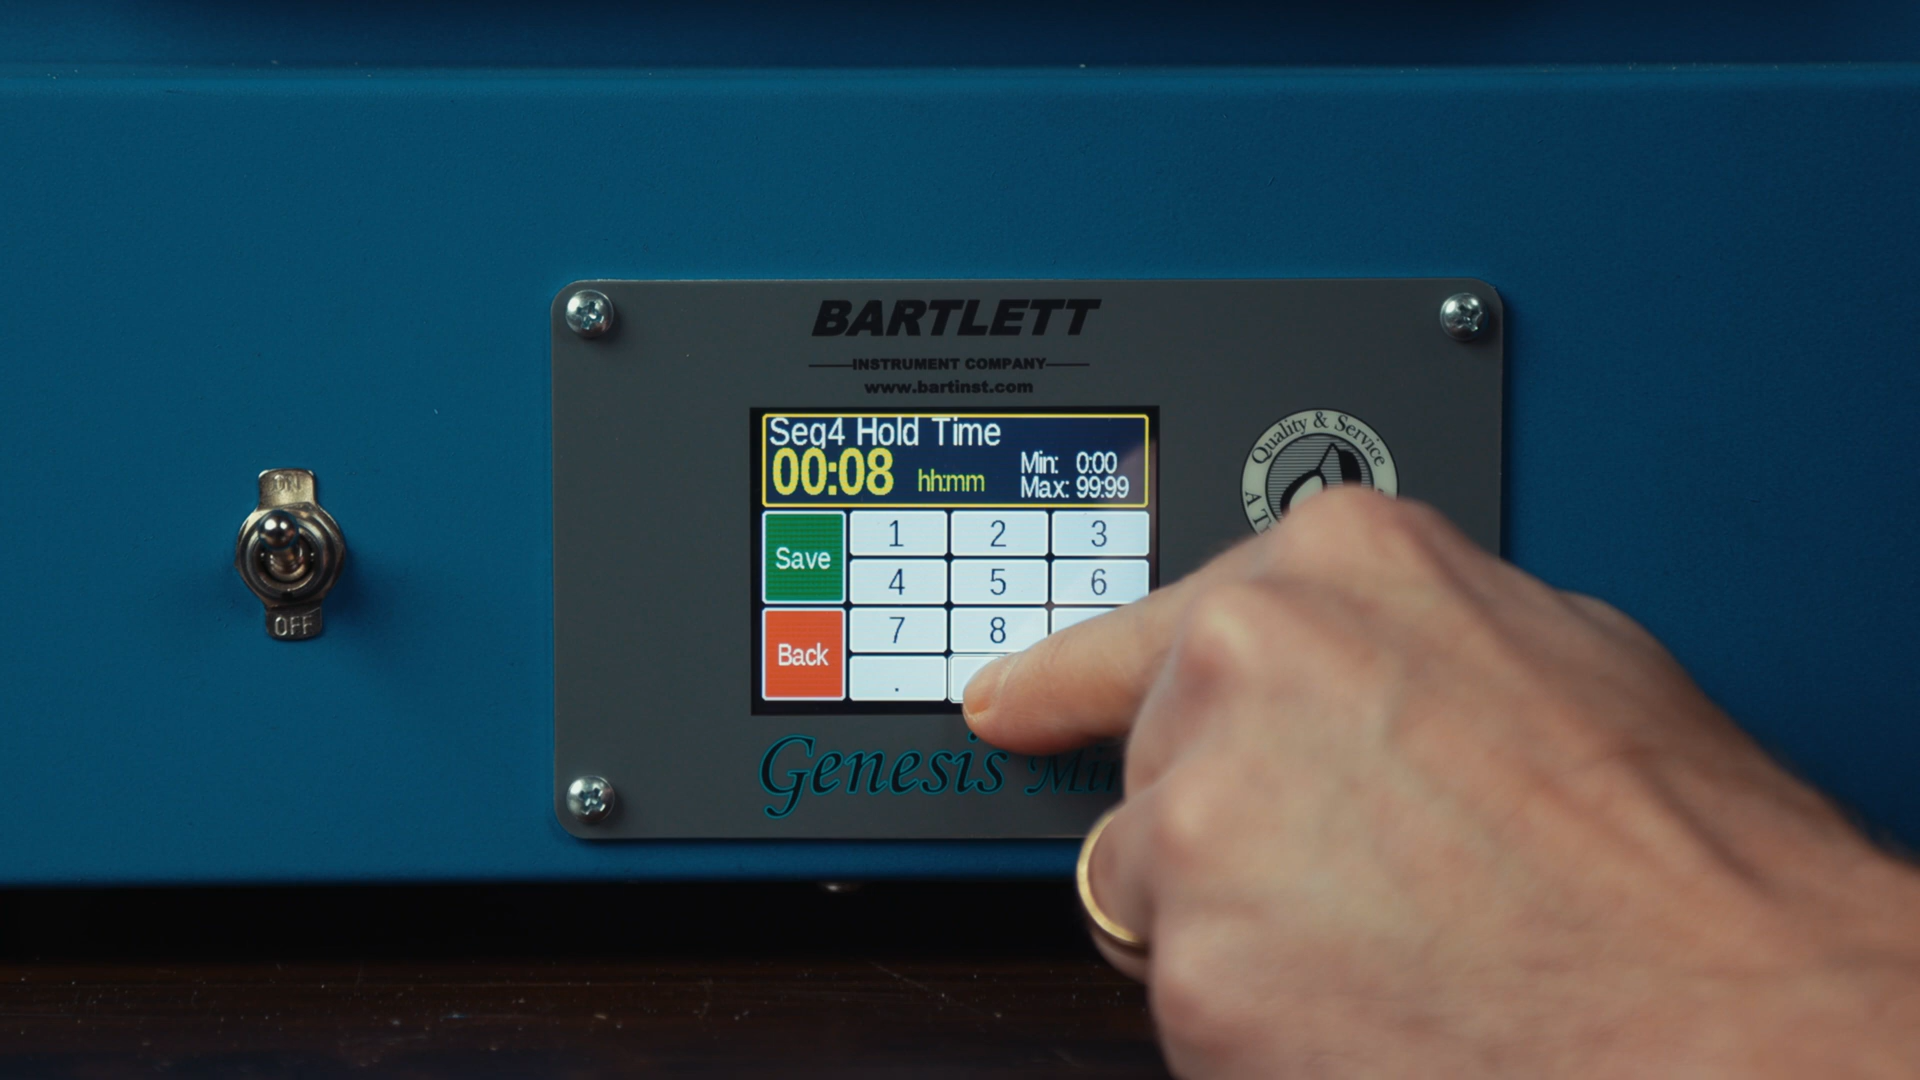 BARTLETT
INSTRUMENT COMPANY
www.bartinst.com
Seg4 Hold Time
00:08 hh:mm
Min: 0:00
Max: 99:99
Save
Back
1 2 3
4 5 6
7 8
.
Quality & Service
Genesis
ON
OFF